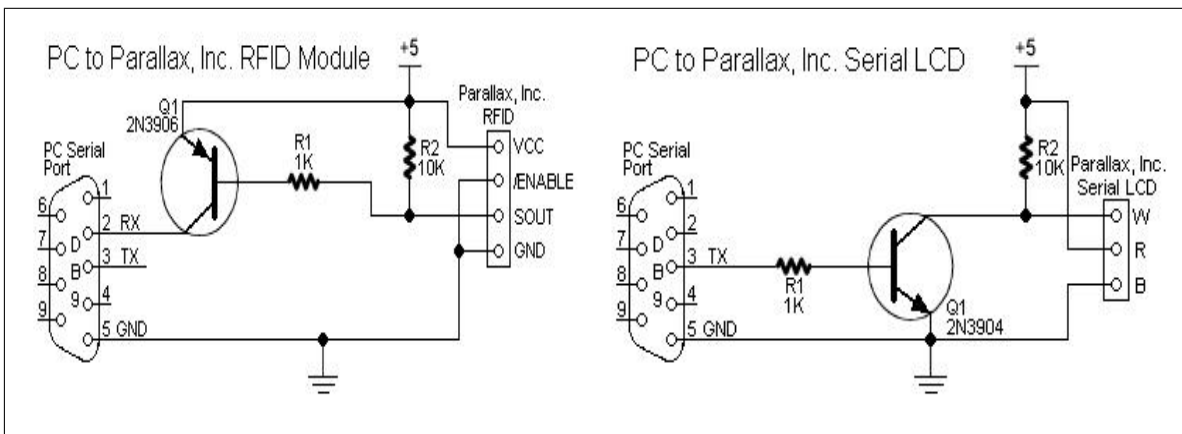 PC to Parallax, Inc. RFID Module
+5
Q1
2N3906
Parallax, Inc.
RFID
R1
1K
R2
10K
VCC
/ENABLE
SOUT
GND
PC Serial
Port
1
6
2 RX
7
D
3 TX
B
8
4
9
9
5 GND
PC to Parallax, Inc. Serial LCD
+5
R2
10K
Parallax, Inc.
Serial LCD
W
R
B
PC Serial
Port
1
6
2
7
D
3 TX
B
8
4
9
9
5 GND
R1
1K
Q1
2N3904